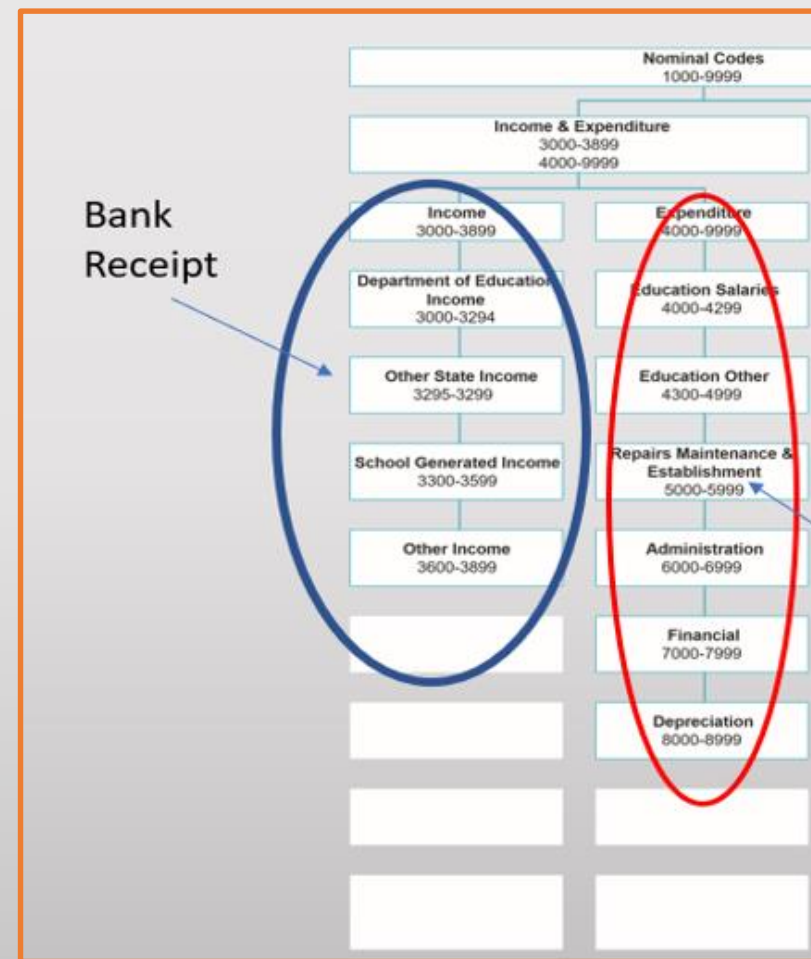 Nominal Codes
1000-9999
Income & Expenditure
3000-3899
4000-9999
Bank
Receipt
Income
3000-3899
Department of Education
Income
3000-3294
Other State Income
3295-3299
School Generated Income
3300-3599
Other Income
3600-3899
Expenditure
4000-9999
Education Salaries
4000-4299
Education Other
4300-4999
Repairs Maintenance &
Establishment
5000-5999
Administration
6000-6999
Financial
7000-7999
Depreciation
8000-8999